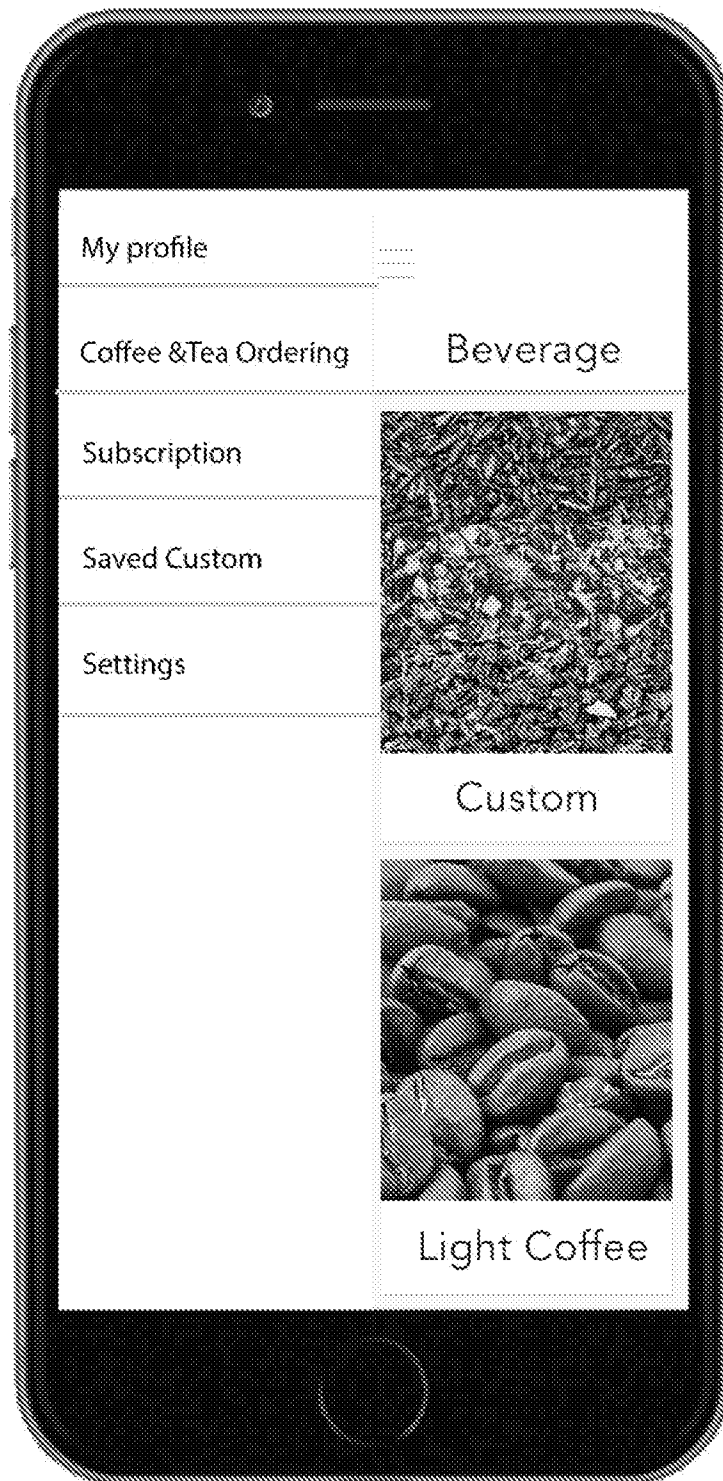 My profile
Coffee &Tea Ordering
Subscription
Saved Custom
Settings
Beverage
Custom
Light Coffee